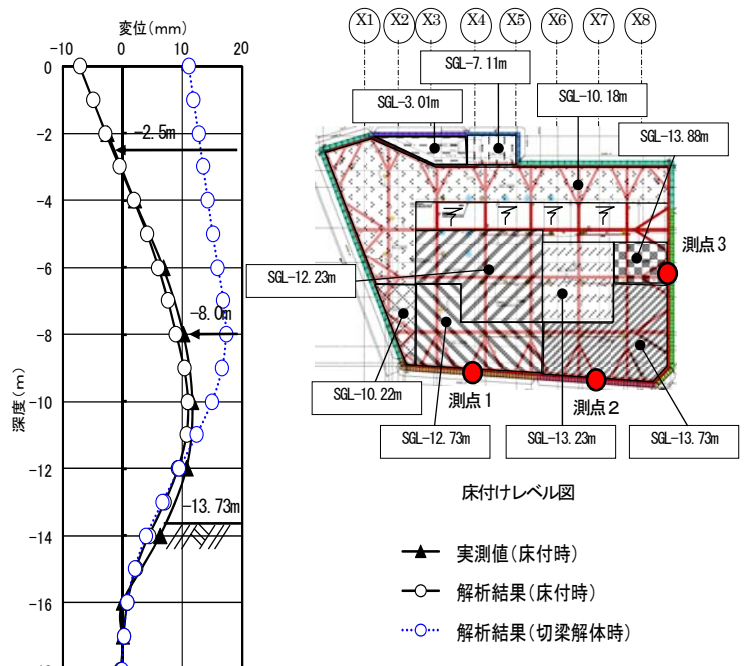 変位(mm)
-10 0 10 20
0
-2
-4
-6
-8
-10
-12
-14
-16
深度(m)
-2.5m
-8.0m
-13.73m
X1 X2 X3 X4 X5 X6 X7 X8
SGL-7.11m
SGL-3.01m
SGL-10.18m
SGL-13.88m
測点3
SGL-12.23m
SGL-10.22m
測点1
測点2
SGL-12.73m
SGL-13.23m
SGL-13.73m
床付けレベル図
実測値(床付時)
解析結果(床付時)
解析結果(切梁解体時)